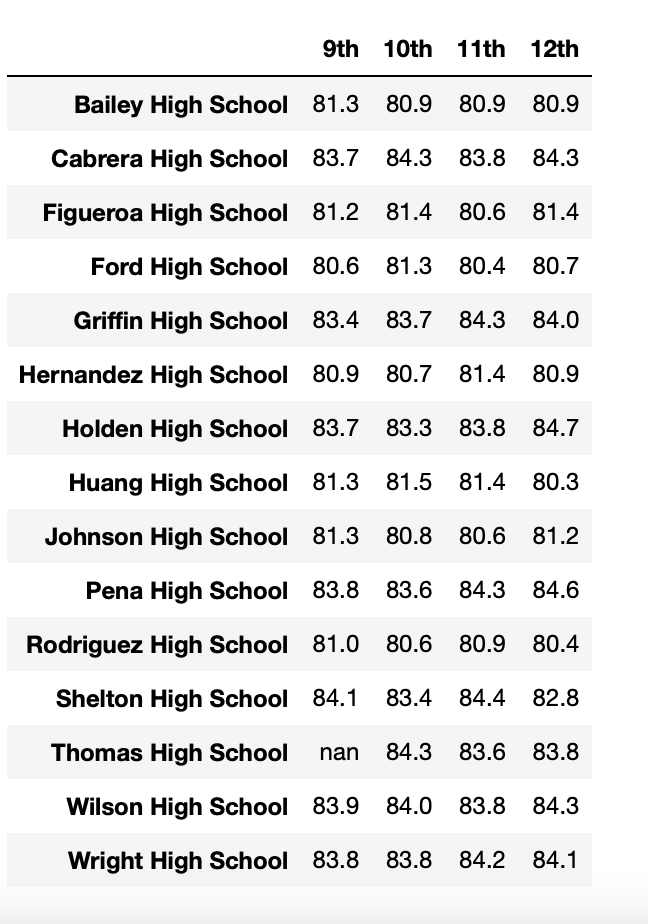 9th 10th 11th 12th
Bailey High School 81.3 80.9 80.9 80.9
Cabrera High School 83.7 84.3 83.8 84.3
Figueroa High School 81.2 81.4 80.6 81.4
Ford High School 80.6 81.3 80.4 80.7
Griffin High School 83.4 83.7 84.3 84.0
Hernandez High School 80.9 80.7 81.4 80.9
Holden High School 83.7 83.3 83.8 84.7
Huang High School 81.3 81.5 81.4 80.3
Johnson High School 81.3 80.8 80.6 81.2
Pena High School 83.8 83.6 84.3 84.6
Rodriguez High School 81.0 80.6 80.9 80.4
Shelton High School 84.1 83.4 84.4 82.8
Thomas High School nan 84.3 83.6 83.8
Wilson High School 83.9 84.0 83.8 84.3
Wright High School 83.8 83.8 84.2 84.1